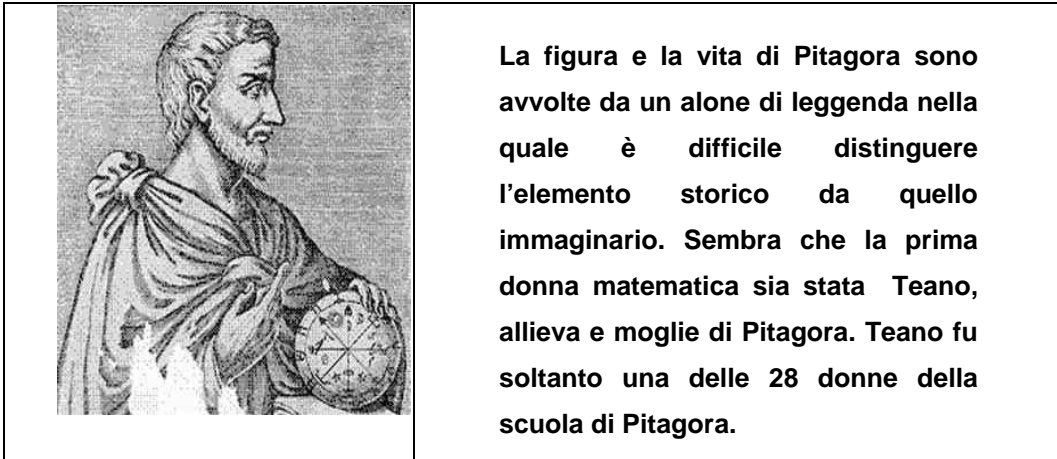 La figura e la vita di Pitagora sono
avvolte da un alone di leggenda nella
quale è difficile distinguere
l'elemento storico da quello
immaginario. Sembra che la prima
donna matematica sia stata Teano,
allieva e moglie di Pitagora. Teano fu
soltanto una delle 28 donne della
scuola di Pitagora.